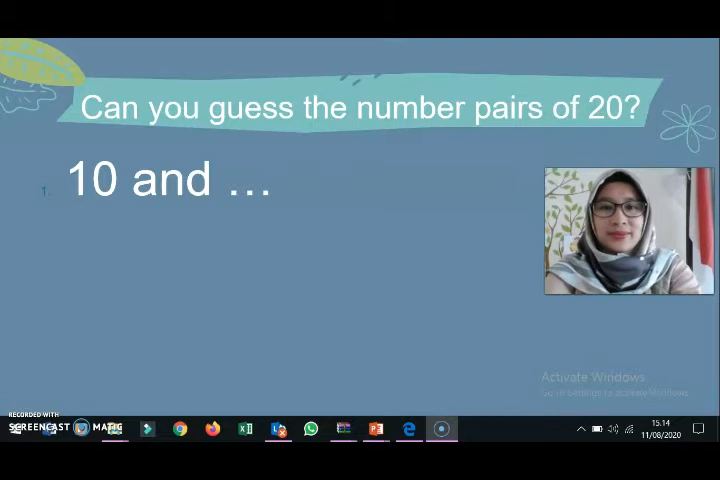 Can you guess the number pairs of 20?
1. 10 and …
Activate Windows
Go to Settings to activate Windows.
RECORDED WITH
SCREENCAST MATIC
15.14
11/08/2020